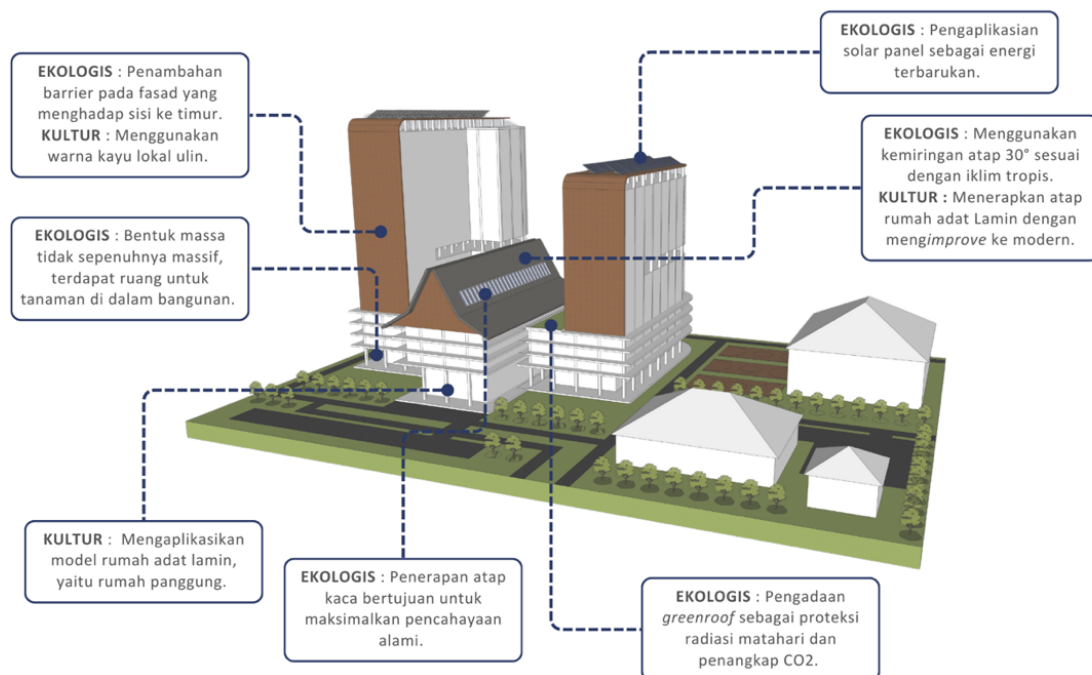 EKOLOGIS : Penambahan
barrier pada fasad yang
menghadap sisi ke timur.
KULTUR : Menggunakan
warna kayu lokal ulin.
EKOLOGIS : Pengaplikasian
solar panel sebagai energi
terbarukan.
EKOLOGIS : Menggunakan
kemiringan atap 30° sesuai
dengan iklim tropis.
KULTUR : Menerapkan atap
rumah adat Lamin dengan
mengimprove ke modern.
EKOLOGIS : Bentuk massa
tidak sepenuhnya massif,
terdapat ruang untuk
tanaman di dalam bangunan.
KULTUR : Mengaplikasikan
model rumah adat lamin,
yaitu rumah panggung.
EKOLOGIS : Penerapan atap
kaca bertujuan untuk
maksimalkan pencahayaan
alami.
EKOLOGIS : Pengadaan
greenroof sebagai proteksi
radiasi matahari dan
penangkap CO2.